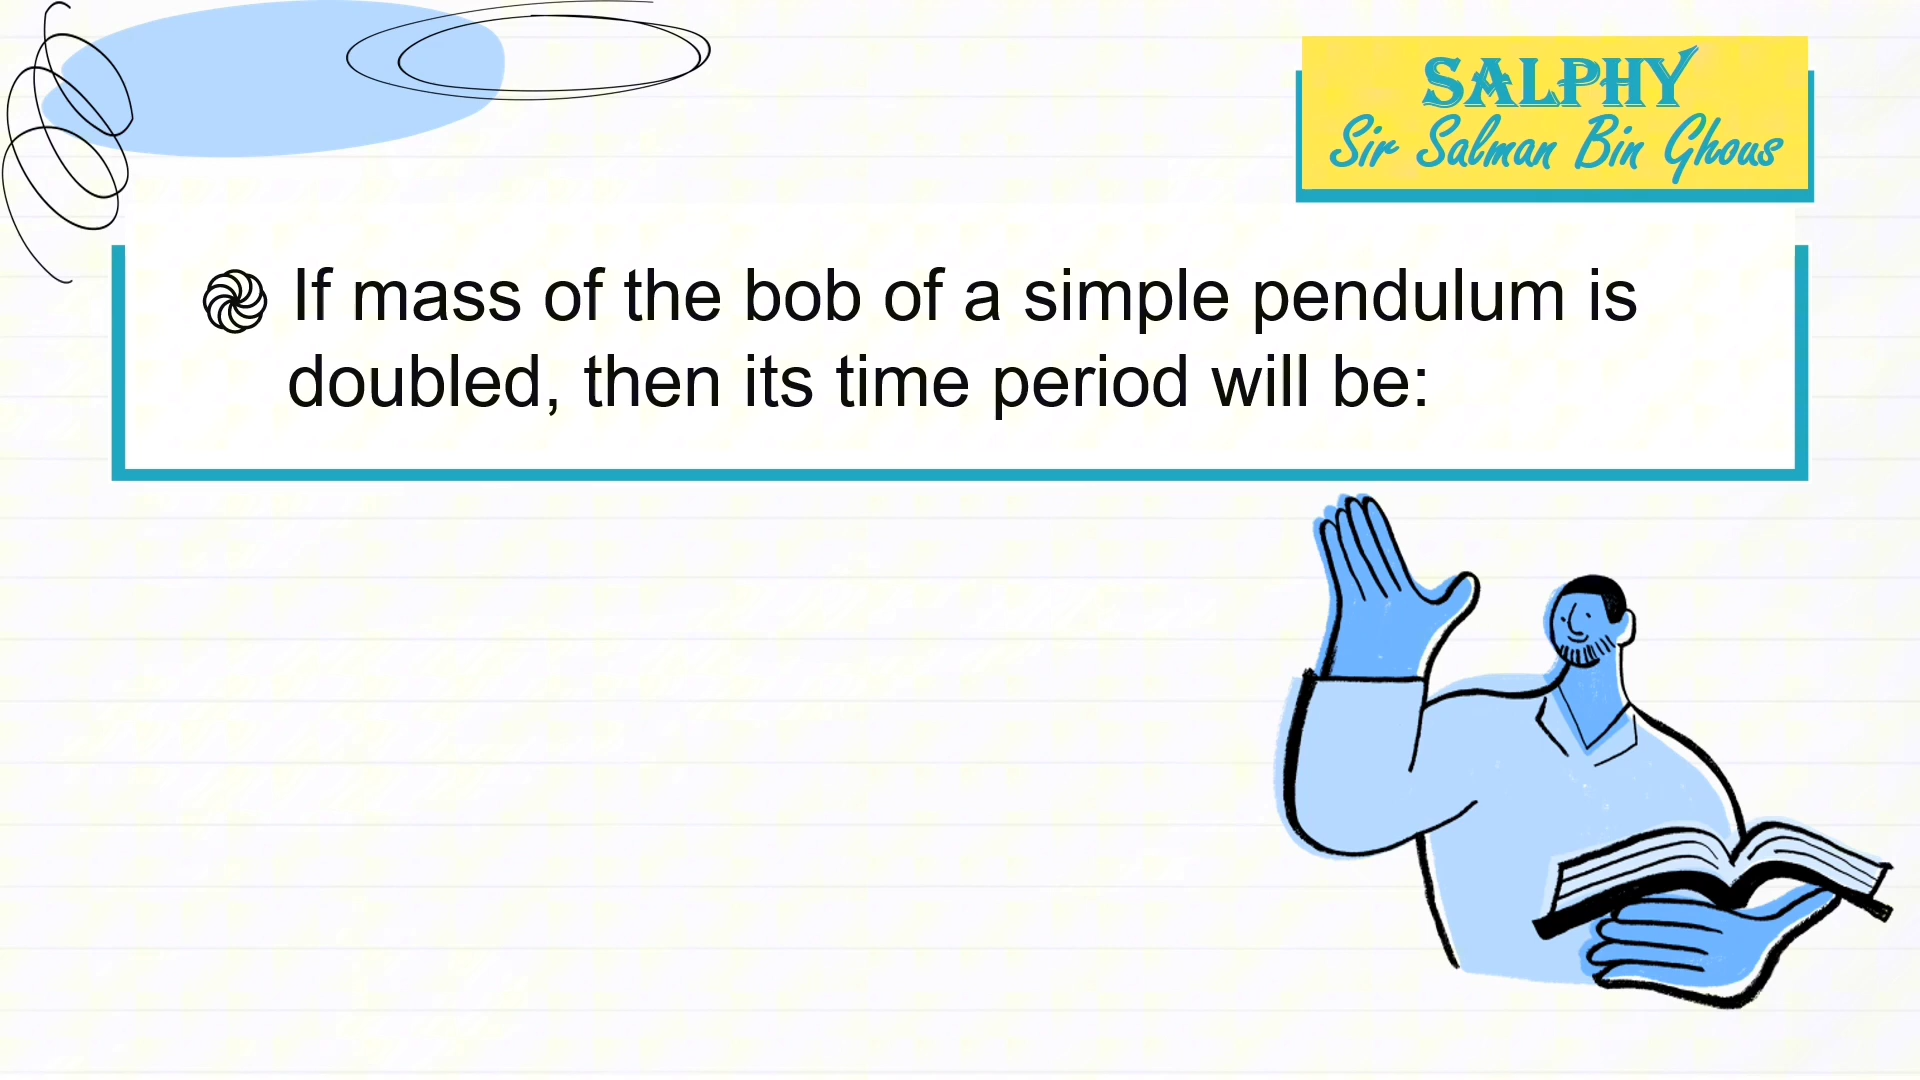 SALPHY
Sir Salman Bin Ghous
If mass of the bob of a simple pendulum is
doubled, then its time period will be: